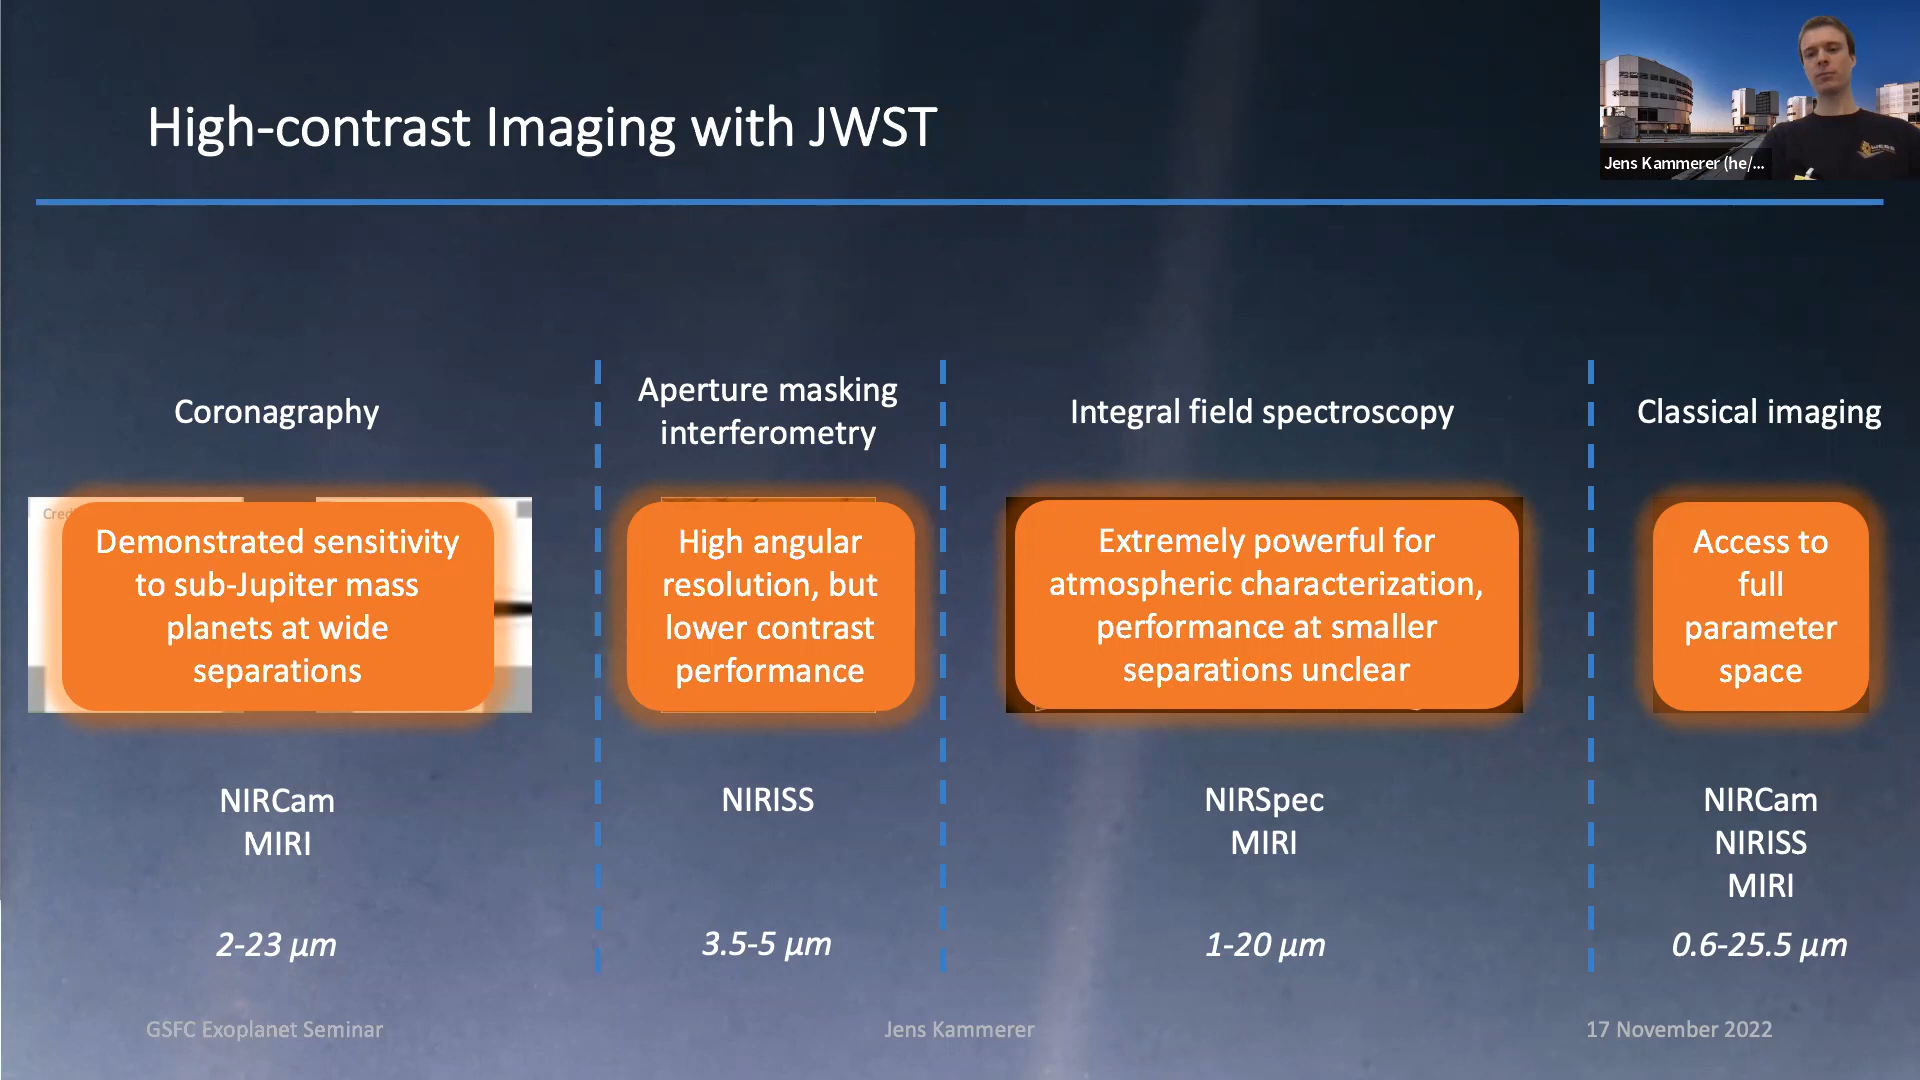 High-contrast Imaging with JWST
Jens Kammerer (he/...
Coronagraphy
Demonstrated sensitivity
to sub-Jupiter mass
planets at wide
separations
NIRCam
MIRI
2-23 μm
Aperture masking
interferometry
High angular
resolution, but
lower contrast
performance
NIRISS
3.5-5 μm
Integral field spectroscopy
Extremely powerful for
atmospheric characterization,
performance at smaller
separations unclear
NIRSpec
MIRI
1-20 μm
Classical imaging
Access to
full
parameter
space
NIRCam
NIRISS
MIRI
0.6-25.5 μm
GSFC Exoplanet Seminar
Jens Kammerer
17 November 2022